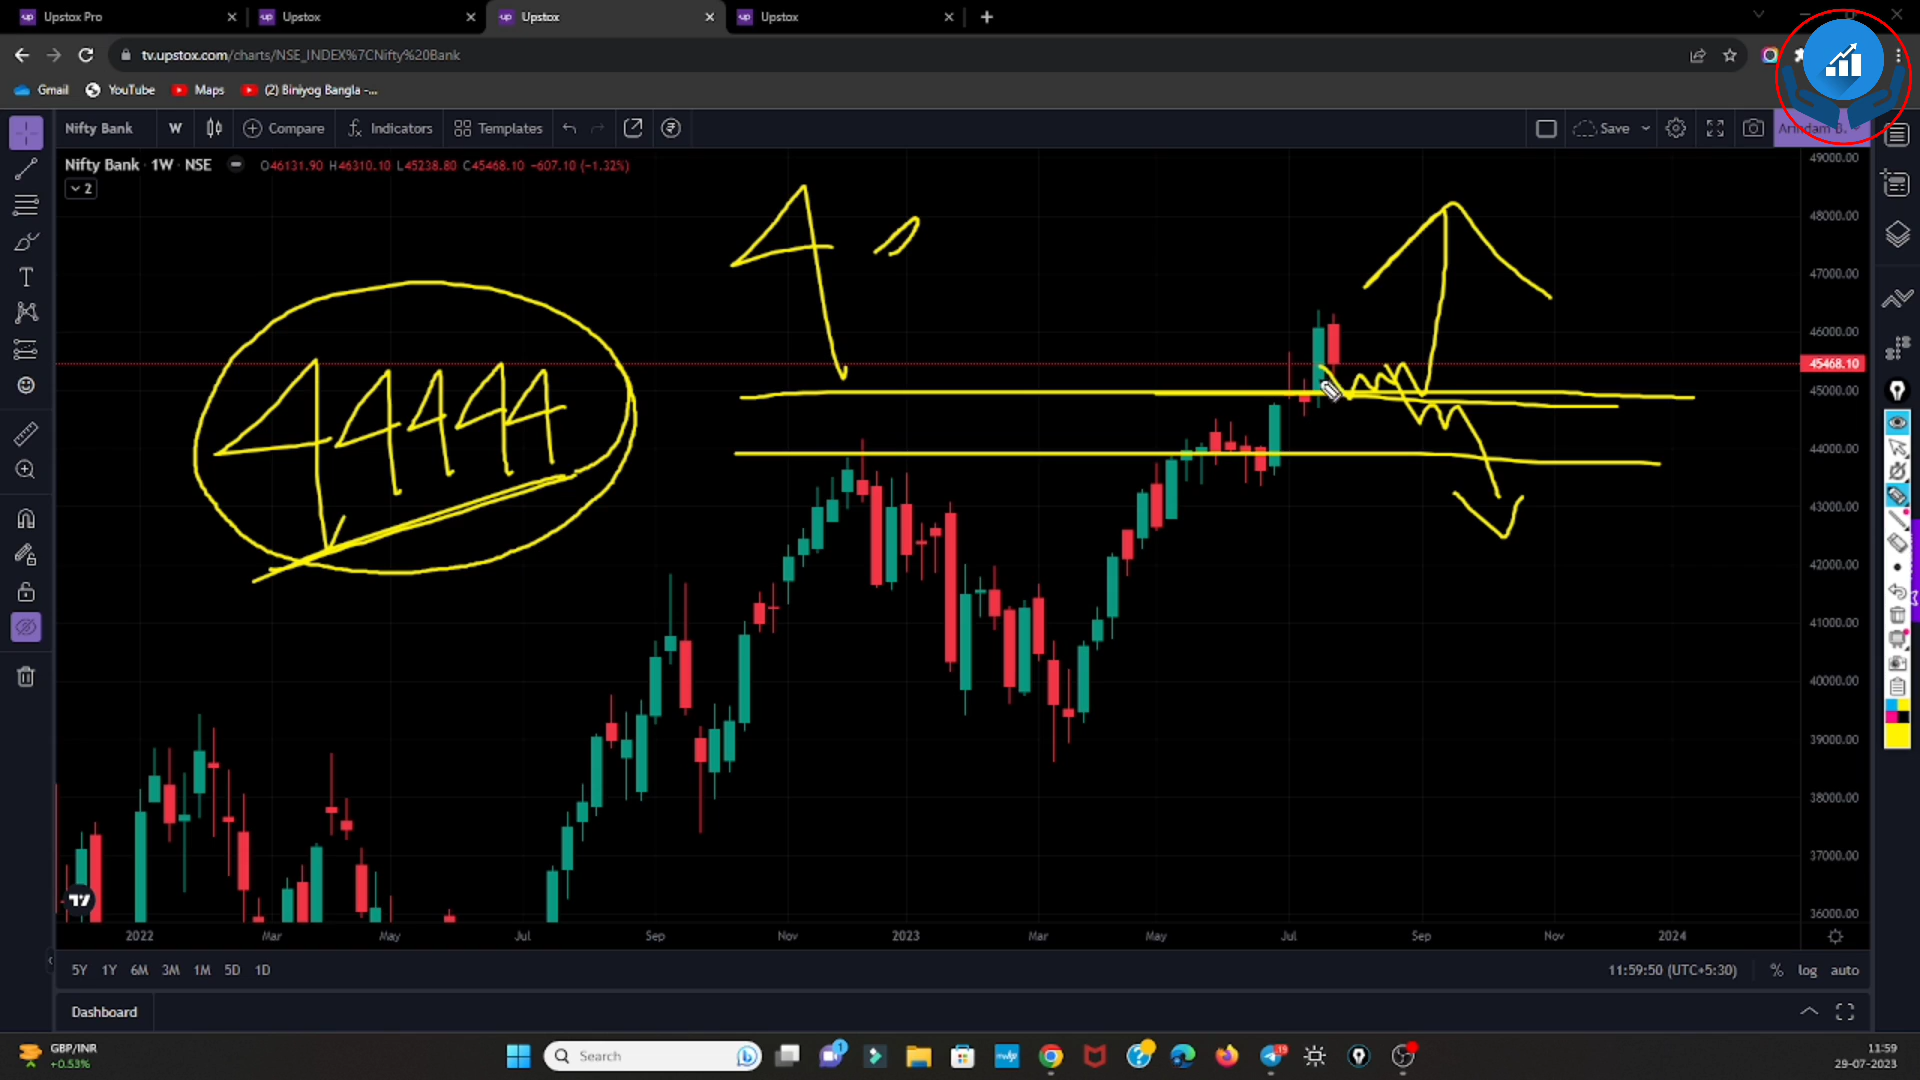 Upstox Pro
Upstox
Upstox
Upstox
tv.upstox.com/charts/NSE_INDEX%7CNifty%20Bank
Gmail YouTube Maps (2) Biniyog Bangla -...
Nifty Bank W Compare Indicators Templates Save Arindam B.
Nifty Bank · 1W · NSE O46131.90 H46310.10 L45238.80 C45468.10 −607.10 (−1.32%)
2
44444
4
49000.00
48000.00
47000.00
46000.00
45468.10
45000.00
44000.00
43000.00
42000.00
41000.00
40000.00
39000.00
38000.00
37000.00
36000.00
2022 Mar May Jul Sep Nov 2023 Mar May Jul Sep Nov 2024
5Y 1Y 6M 3M 1M 5D 1D 11:59:50 (UTC+5:30) % log auto
Dashboard
GBP/INR
+0.53%
Search
11:59
29-07-2023